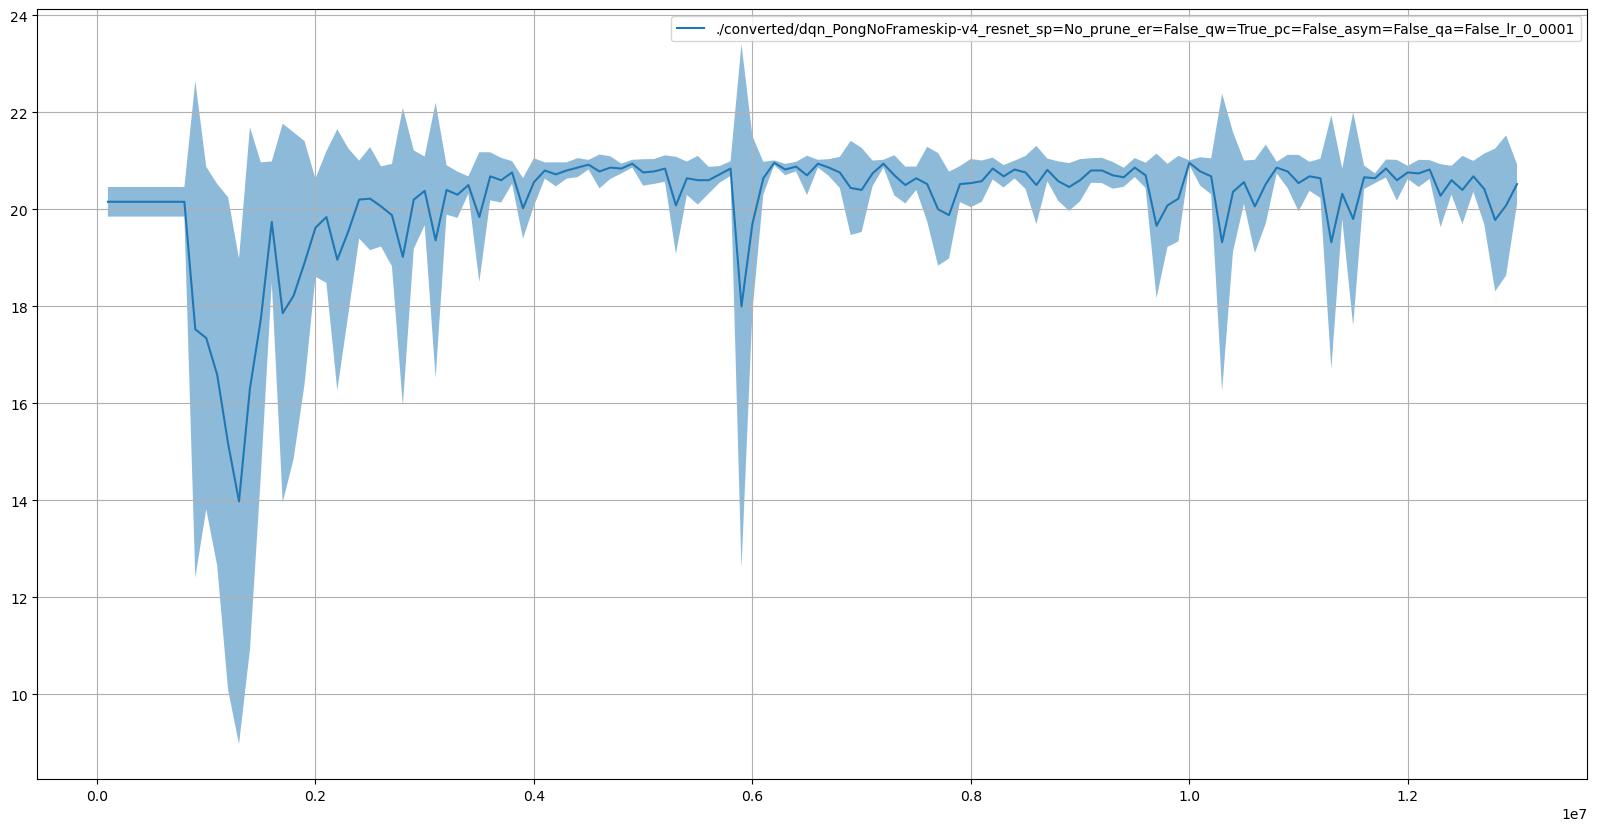 24
./converted/dqn_PongNoFrameskip-v4_resnet_sp=No_prune_er=False_qw=True_pc=False_asym=False_qa=False_lr_0_0001
22
20
18
16
14
12
10
0.0 0.2 0.4 0.6 0.8 1.0 1.2
1e7